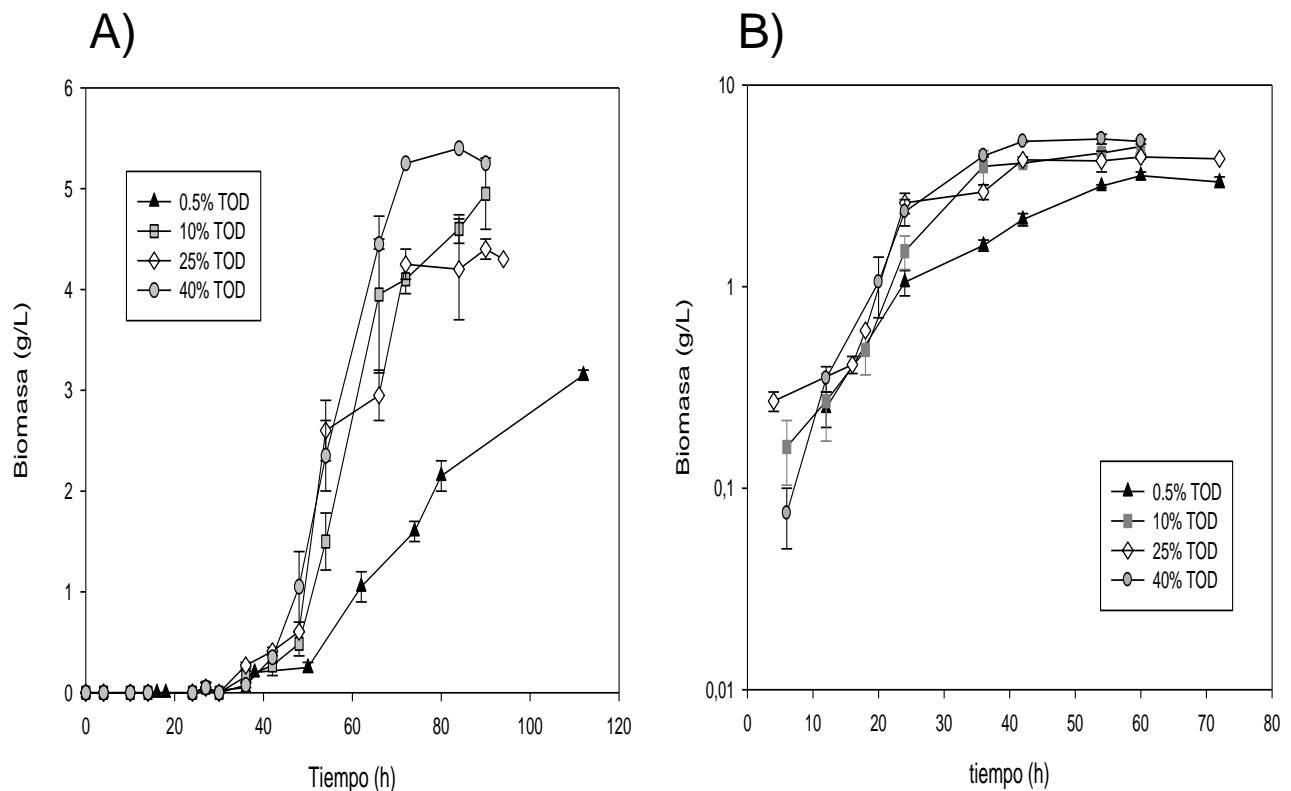 A)
6
5
4
3
2
1
0
Biomasa (g/L)
0.5% TOD
10% TOD
25% TOD
40% TOD
0 20 40 60 80 100 120
Tiempo (h)
B)
10
1
0,1
0,01
Biomasa (g/L)
0.5% TOD
10% TOD
25% TOD
40% TOD
0 10 20 30 40 50 60 70 80
tiempo (h)